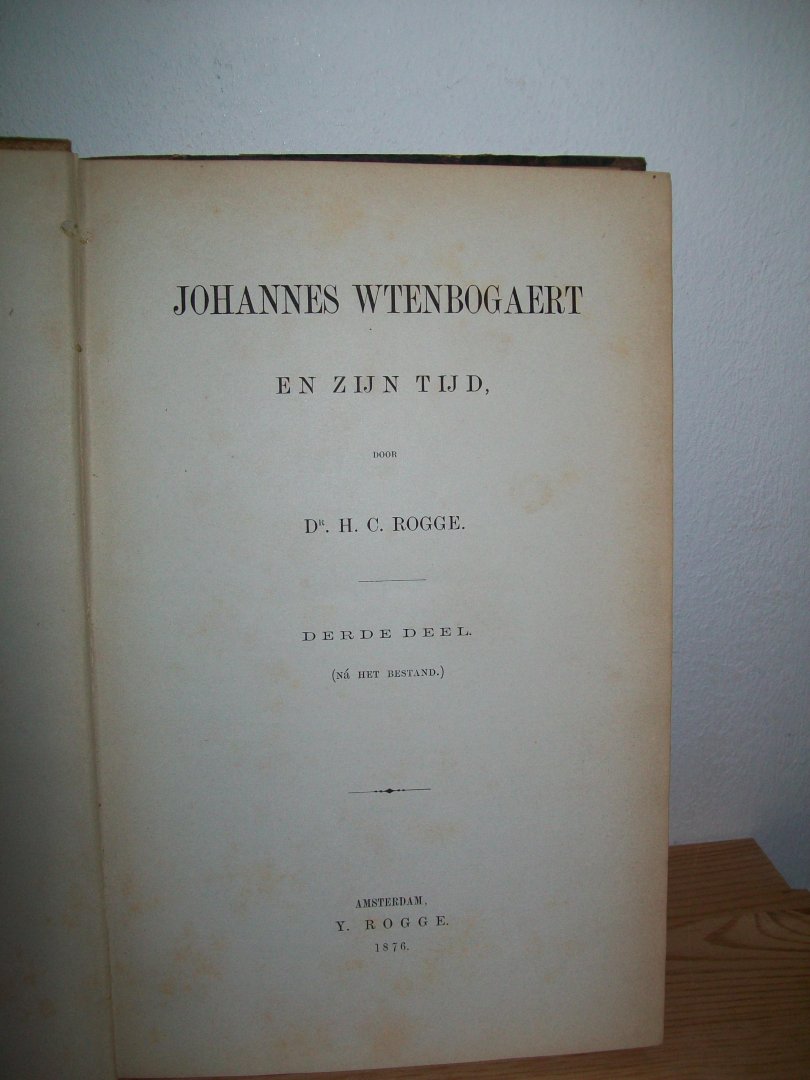 JOHANNES WTENBOGAERT
EN ZIJN TIJD,
DOOR
DR. H. C. ROGGE.
DERDE DEEL.
(NÁ HET BESTAND.)
AMSTERDAM,
Y. ROGGE.
1876.